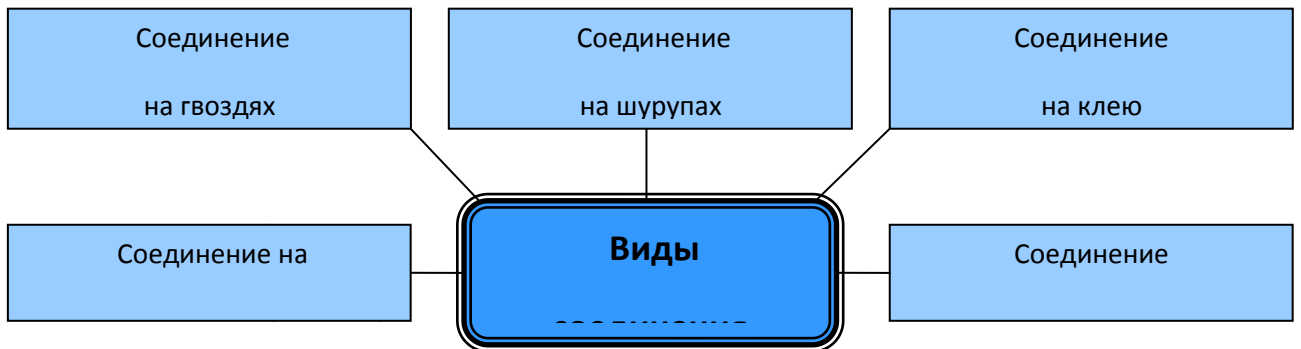 Соединение
на гвоздях
Соединение
на шурупах
Соединение
на клею
Соединение на
Виды
Соединение